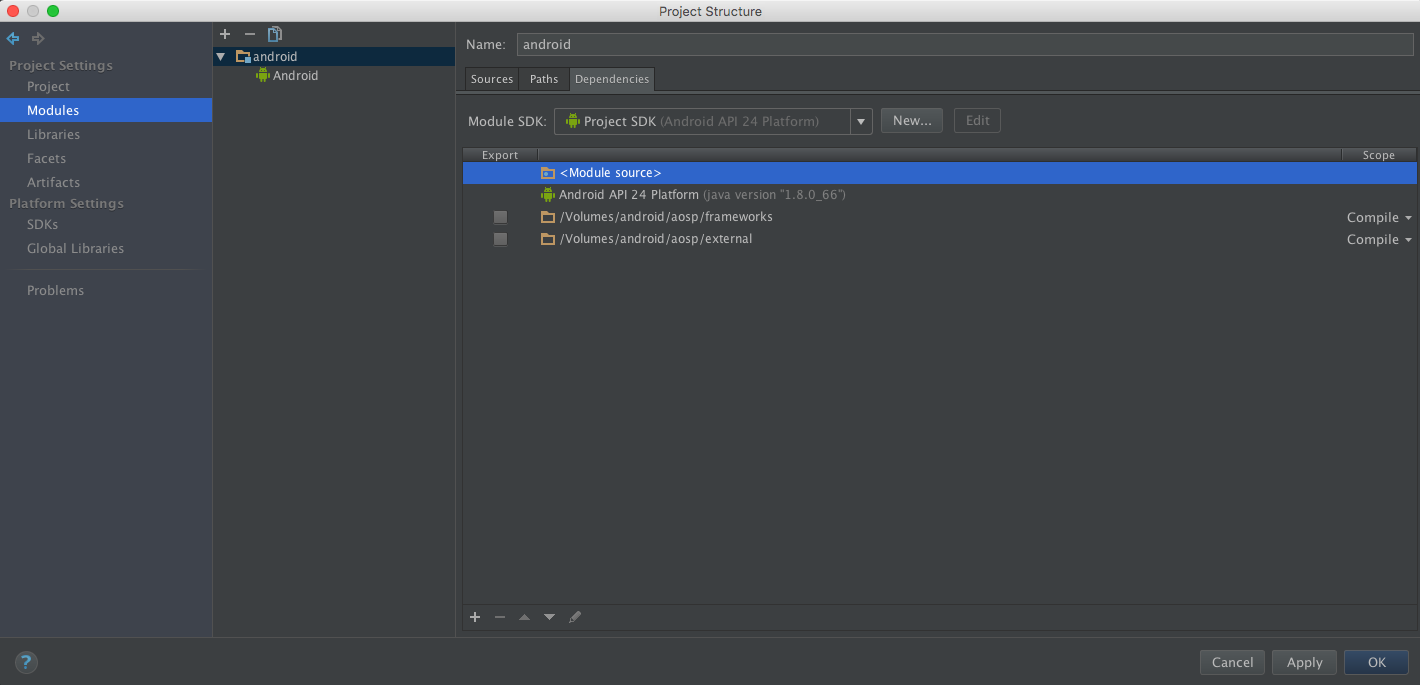 Project Structure
Project Settings
Project
Modules
Libraries
Facets
Artifacts
Platform Settings
SDKs
Global Libraries
Problems
android
Android
Name: android
Sources Paths Dependencies
Module SDK: Project SDK (Android API 24 Platform) New... Edit
Export Scope
<Module source>
Android API 24 Platform (java version "1.8.0_66")
/Volumes/android/aosp/frameworks Compile
/Volumes/android/aosp/external Compile
? Cancel Apply OK